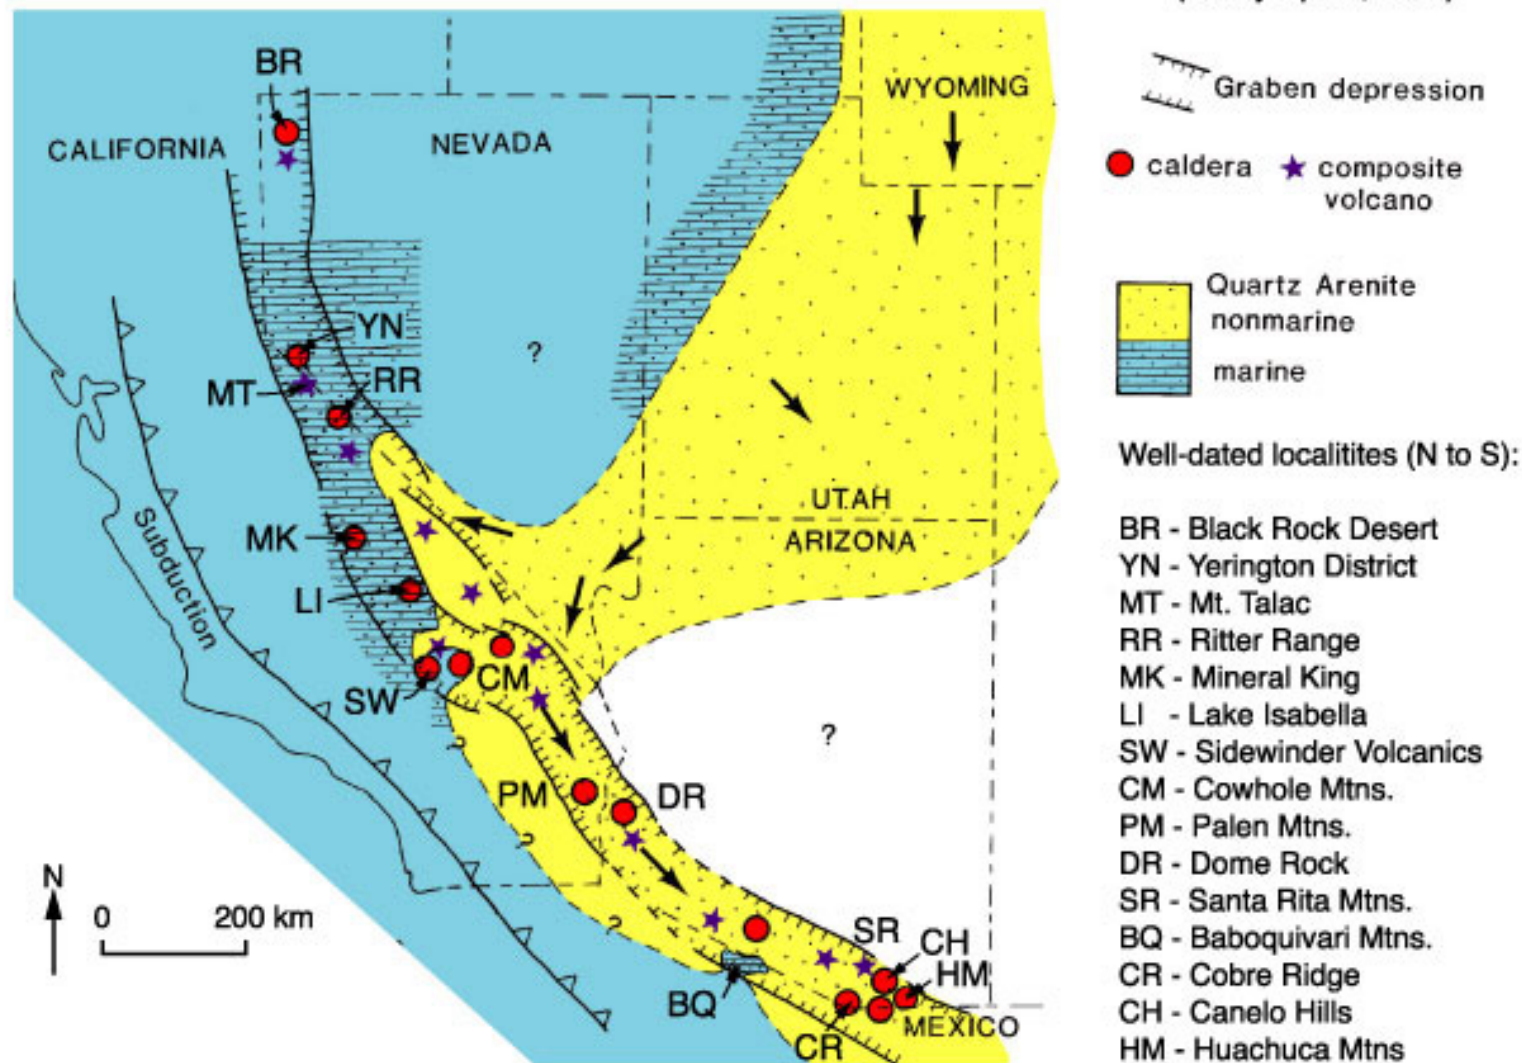 BR
CALIFORNIA
NEVADA
WYOMING
YN
MT
RR
?
UTAH
ARIZONA
MK
LI
Subduction
SW
CM
?
?
PM
DR
?
?
SR
CH
HM
BQ
CR
MEXICO
N
0 200 km
Graben depression
caldera
composite
volcano
Quartz Arenite
nonmarine
marine
Well-dated localitites (N to S):
BR - Black Rock Desert
YN - Yerington District
MT - Mt. Talac
RR - Ritter Range
MK - Mineral King
LI - Lake Isabella
SW - Sidewinder Volcanics
CM - Cowhole Mtns.
PM - Palen Mtns.
DR - Dome Rock
SR - Santa Rita Mtns.
BQ - Baboquivari Mtns.
CR - Cobre Ridge
CH - Canelo Hills
HM - Huachuca Mtns